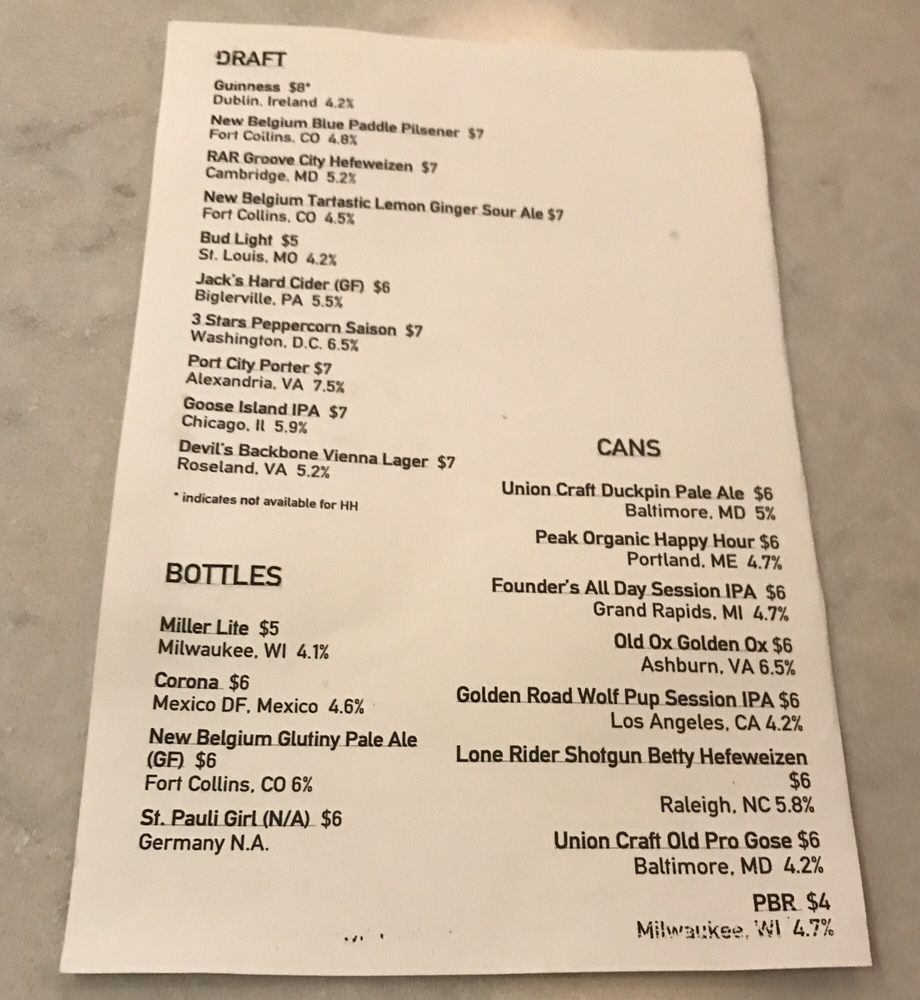 DRAFT
Guinness $8*
Dublin, Ireland 4.2%
New Belgium Blue Paddle Pilsener $7
Fort Collins, CO 4.8%
RAR Groove City Hefeweizen $7
Cambridge, MD 5.2%
New Belgium Tartastic Lemon Ginger Sour Ale $7
Fort Collins, CO 4.5%
Bud Light $5
St. Louis, MO 4.2%
Jack's Hard Cider (GF) $6
Biglerville, PA 5.5%
3 Stars Peppercorn Saison $7
Washington, D.C. 6.5%
Port City Porter $7
Alexandria, VA 7.5%
Goose Island IPA $7
Chicago, Il 5.9%
Devil's Backbone Vienna Lager $7
Roseland, VA 5.2%
* indicates not available for HH
BOTTLES
Miller Lite $5
Milwaukee, WI 4.1%
Corona $6
Mexico DF, Mexico 4.6%
New Belgium Glutiny Pale Ale
(GF) $6
Fort Collins, CO 6%
St. Pauli Girl (N/A) $6
Germany N.A.
CANS
Union Craft Duckpin Pale Ale $6
Baltimore, MD 5%
Peak Organic Happy Hour $6
Portland, ME 4.7%
Founder's All Day Session IPA $6
Grand Rapids, MI 4.7%
Old Ox Golden Ox $6
Ashburn, VA 6.5%
Golden Road Wolf Pup Session IPA $6
Los Angeles, CA 4.2%
Lone Rider Shotgun Betty Hefeweizen
$6
Raleigh, NC 5.8%
Union Craft Old Pro Gose $6
Baltimore, MD 4.2%
PBR $4
Milwaukee, WI 4.7%